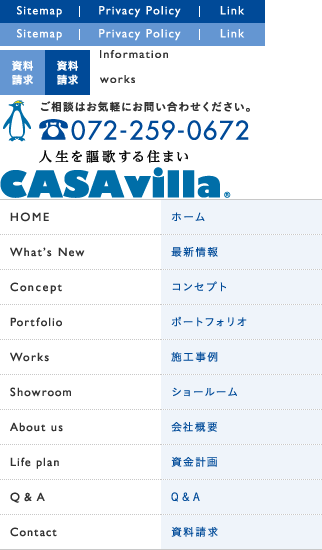 Sitemap | Privacy Policy | Link
Sitemap | Privacy Policy | Link
資料請求 資料請求
Information
works
ご相談はお気軽にお問い合わせください。
☎072-259-0672
人生を謳歌する住まい
CASAvilla®
HOME ホーム
What's New 最新情報
Concept コンセプト
Portfolio ポートフォリオ
Works 施工事例
Showroom ショールーム
About us 会社概要
Life plan 資金計画
Q & A Q & A
Contact 資料請求